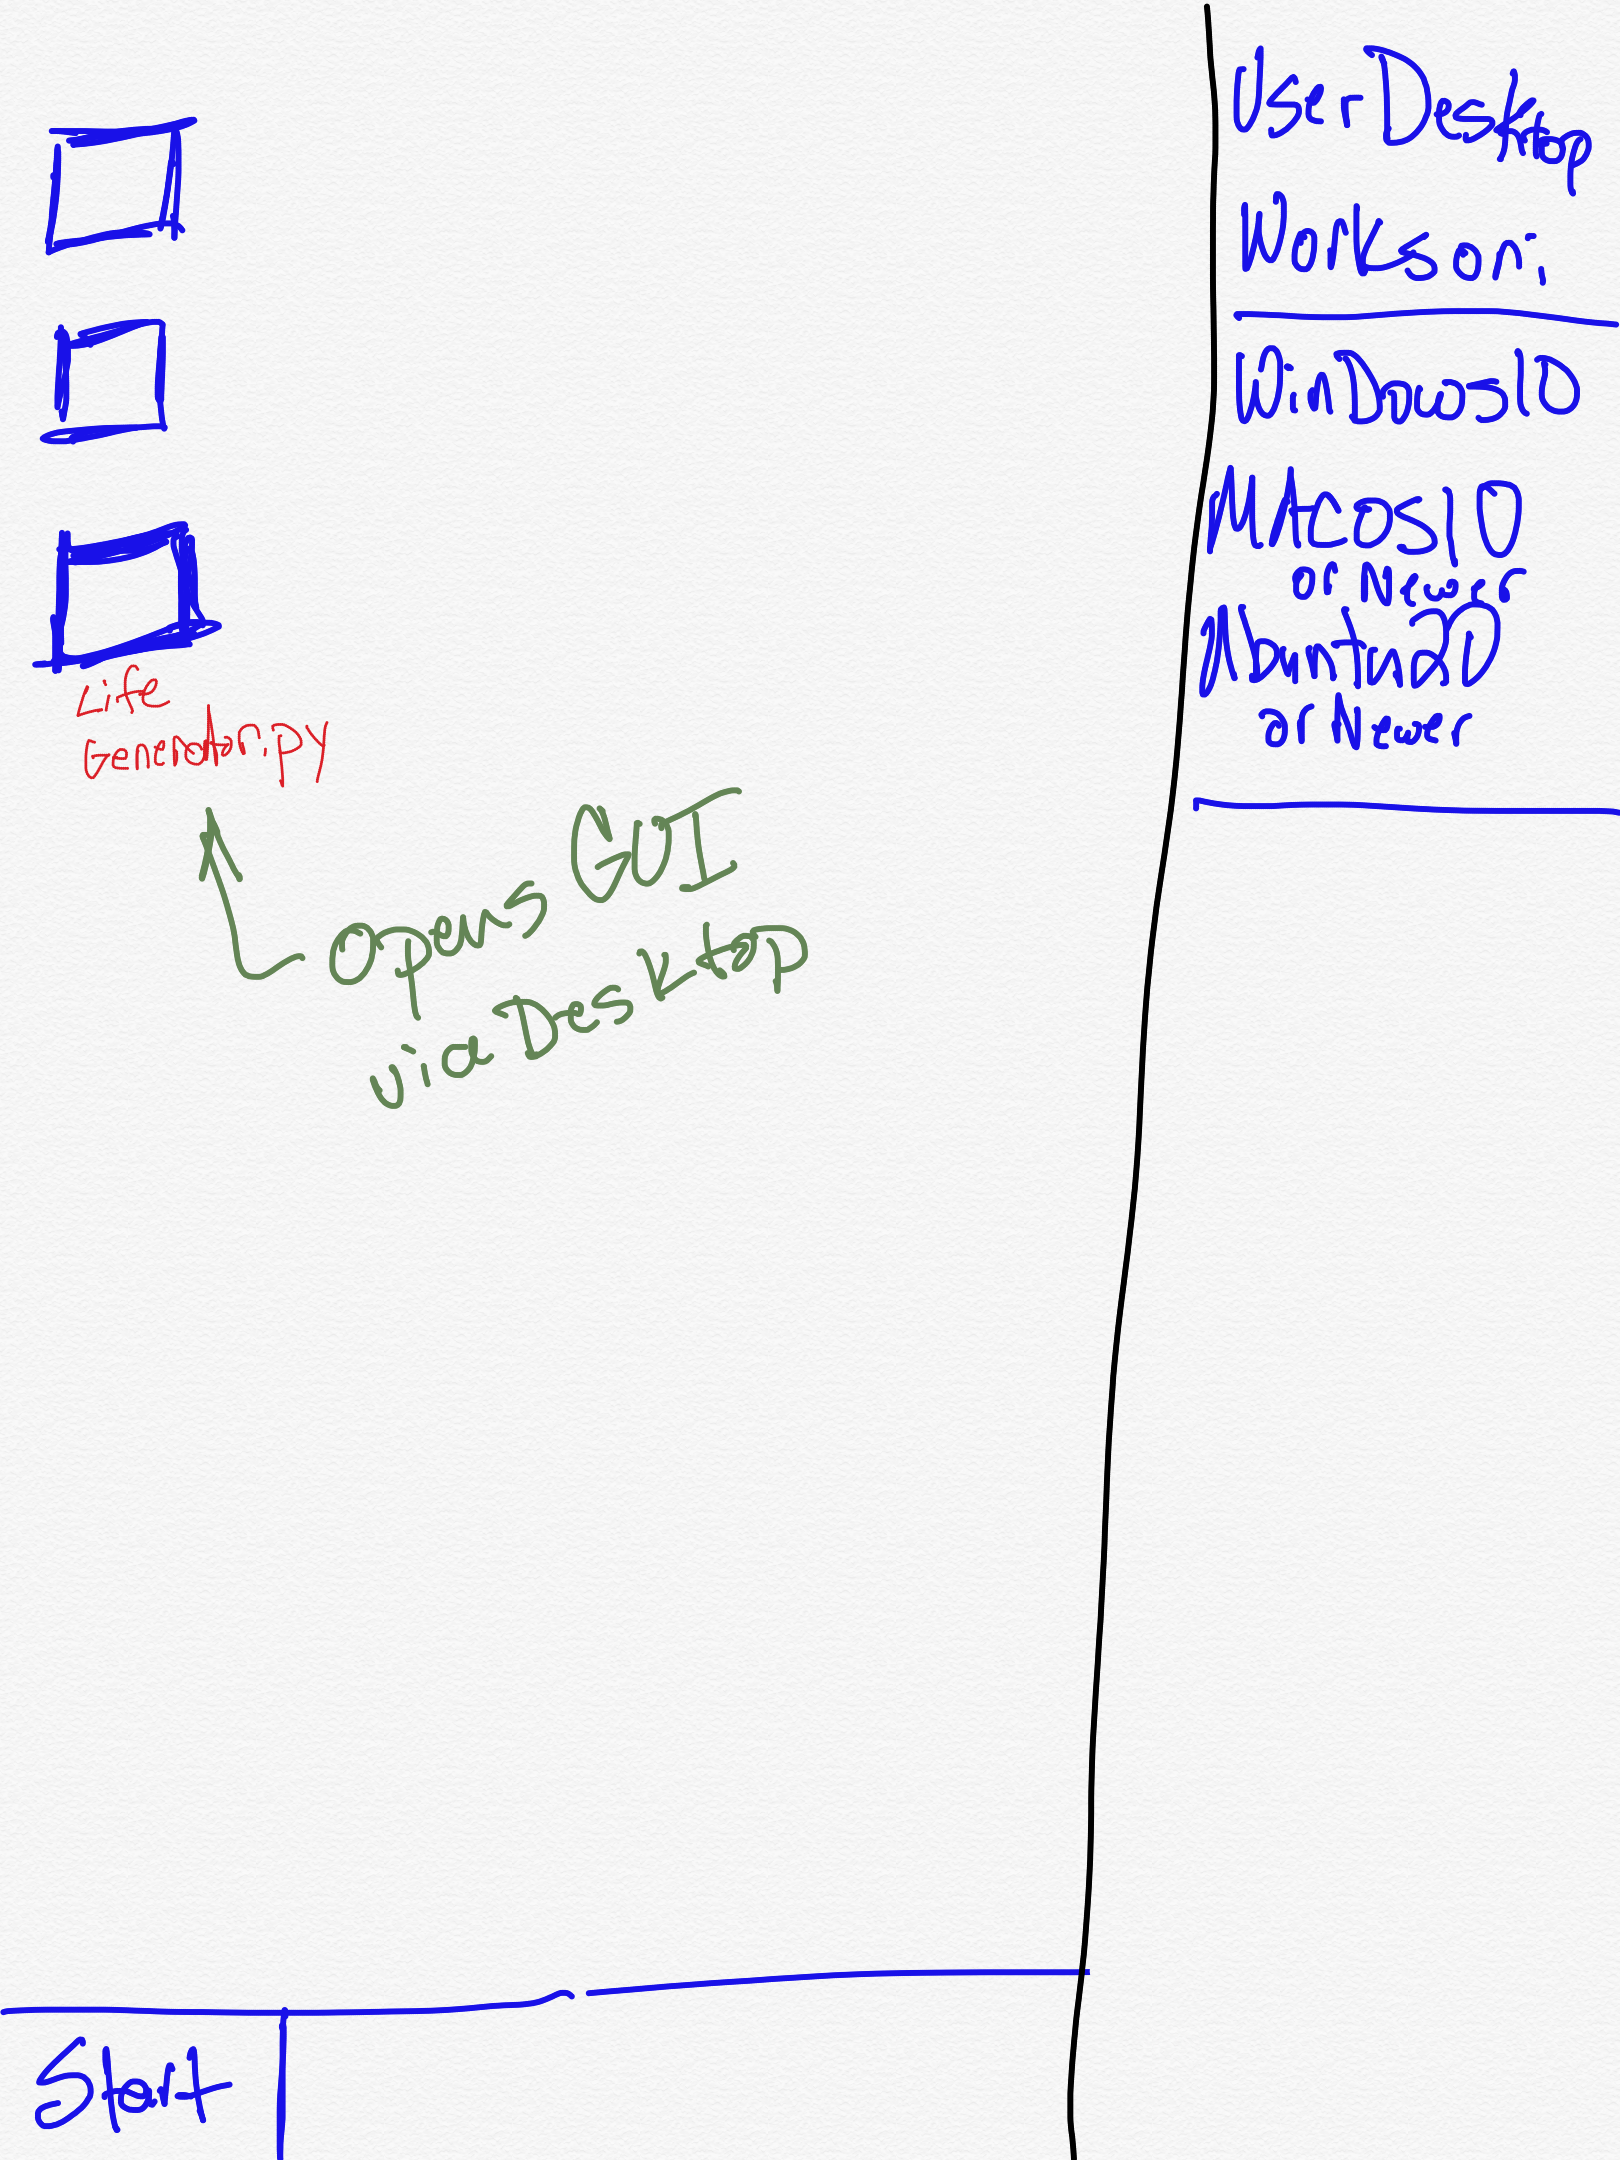 User Desktop
Works on:
WinDows10
MAcOS10
or Newer
Ubuntu20
or Newer
Life
Generator.py
Opens GUI
via Desktop
Start